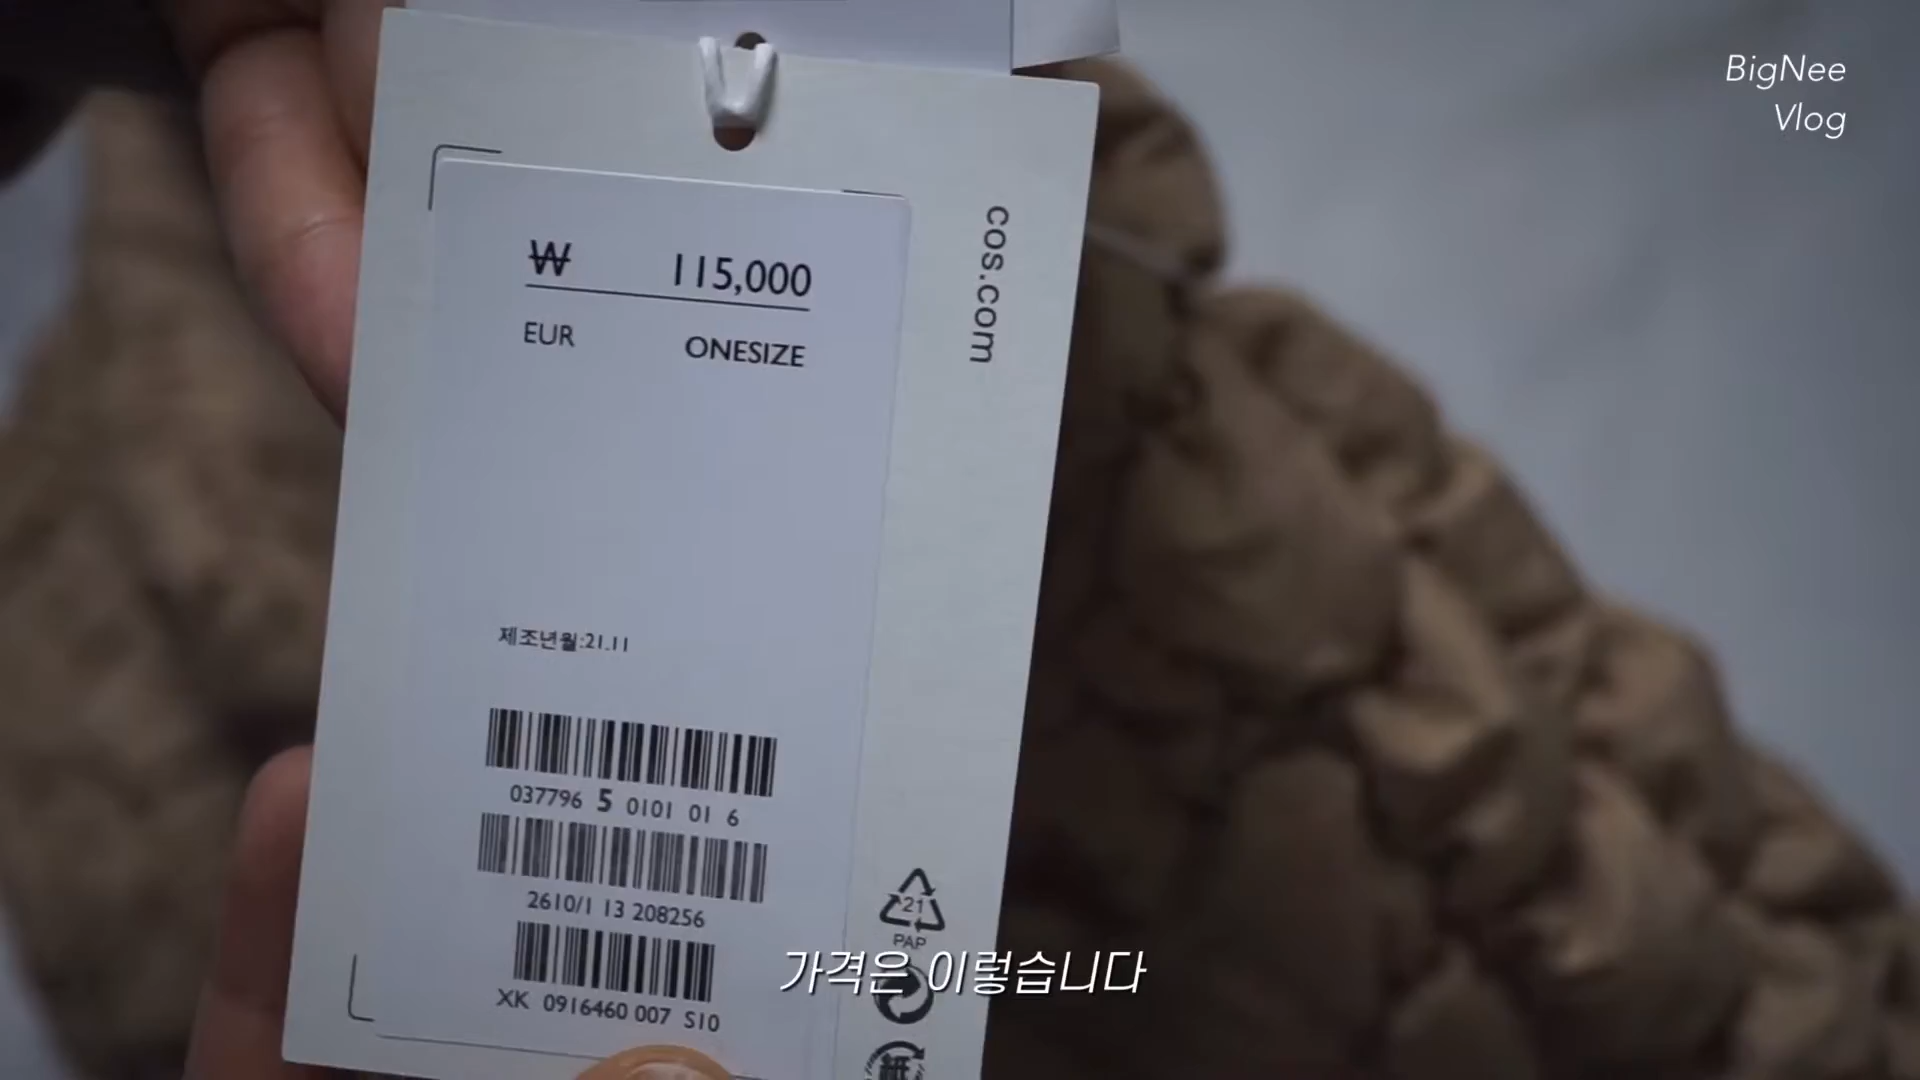 BigNee
Vlog
₩ 115,000
EUR ONESIZE
cos.com
제조년월:21.11
037796 5 0101 01 6
2610/1 13 208256
XK 0916460 007 S10
21
PAP
紙
가격은 이렇습니다